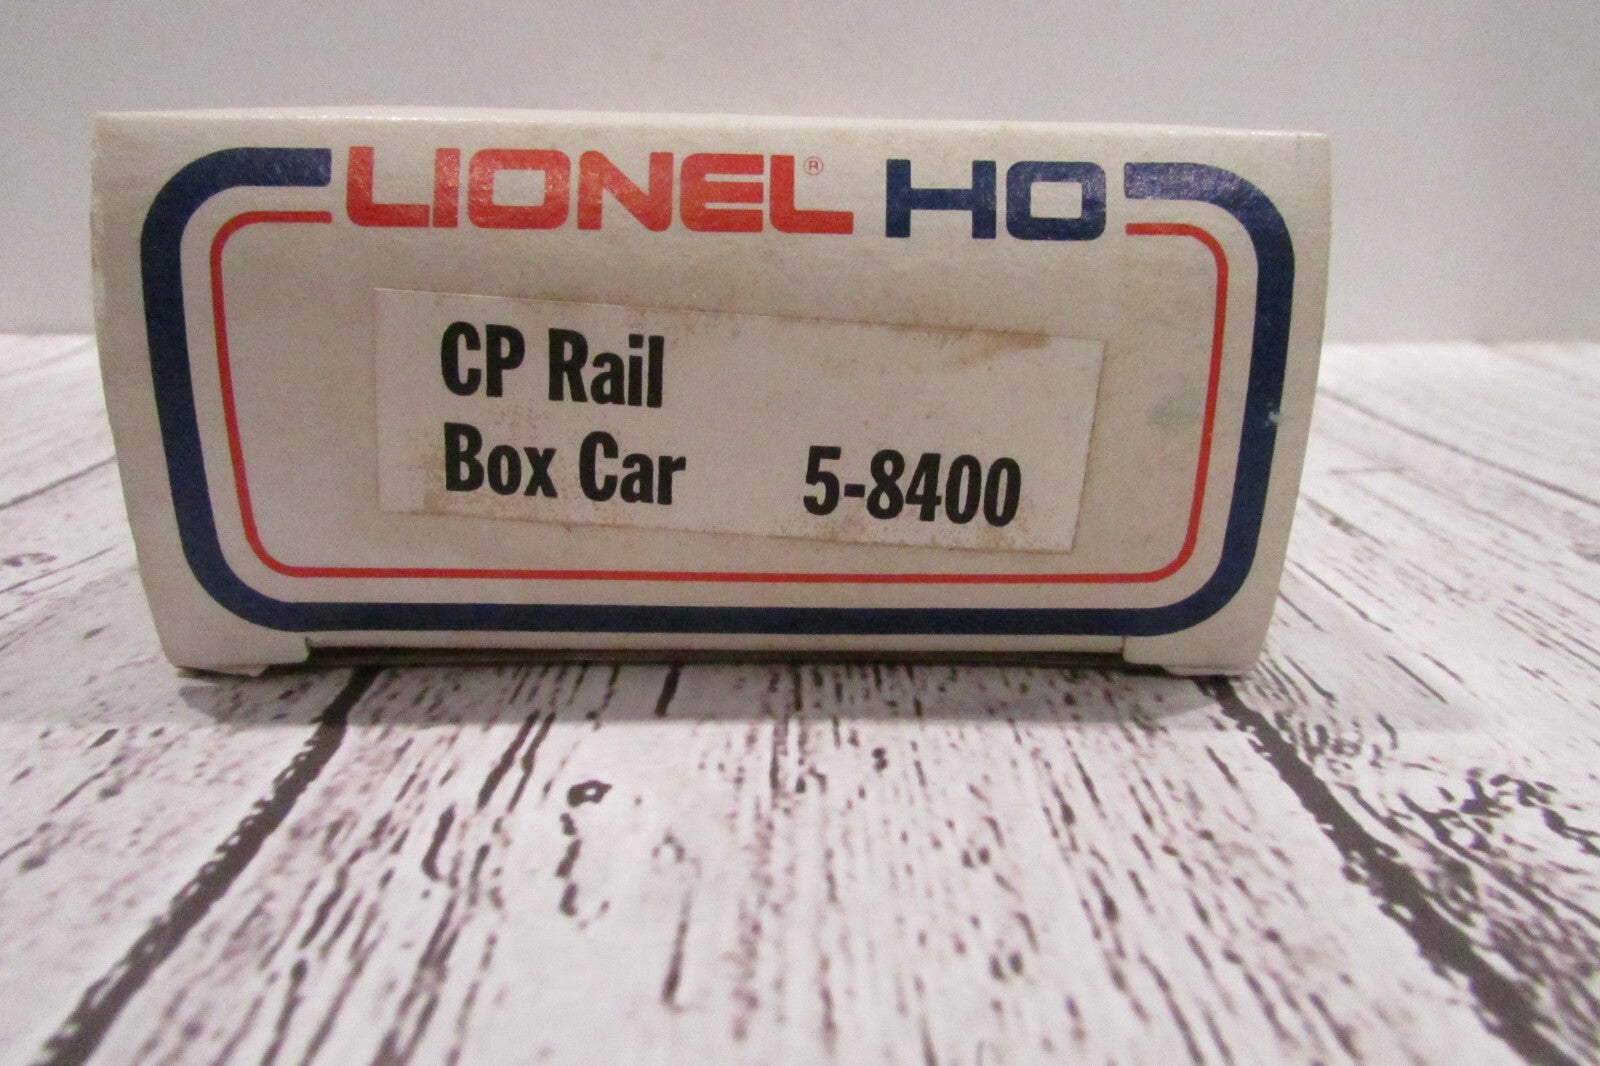 LIONEL® HO
CP Rail
Box Car 5-8400